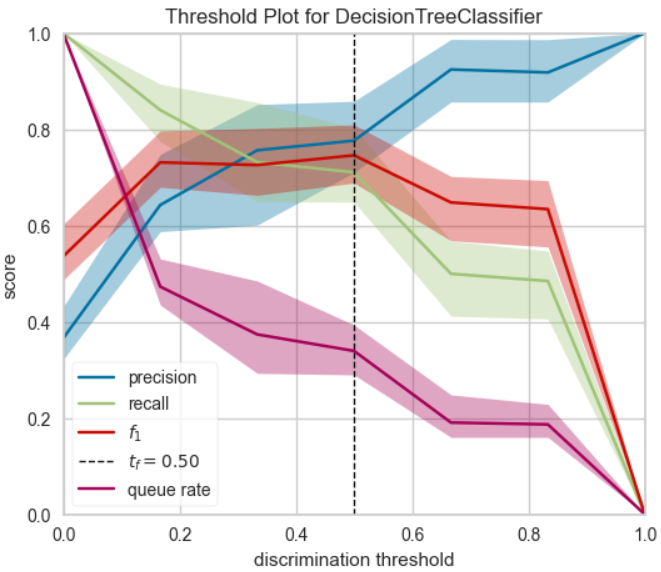 Threshold Plot for DecisionTreeClassifier
1.0
0.8
0.6
0.4
0.2
0.0
score
precision
recall
f₁
t_f = 0.50
queue rate
0.0 0.2 0.4 0.6 0.8 1.0
discrimination threshold